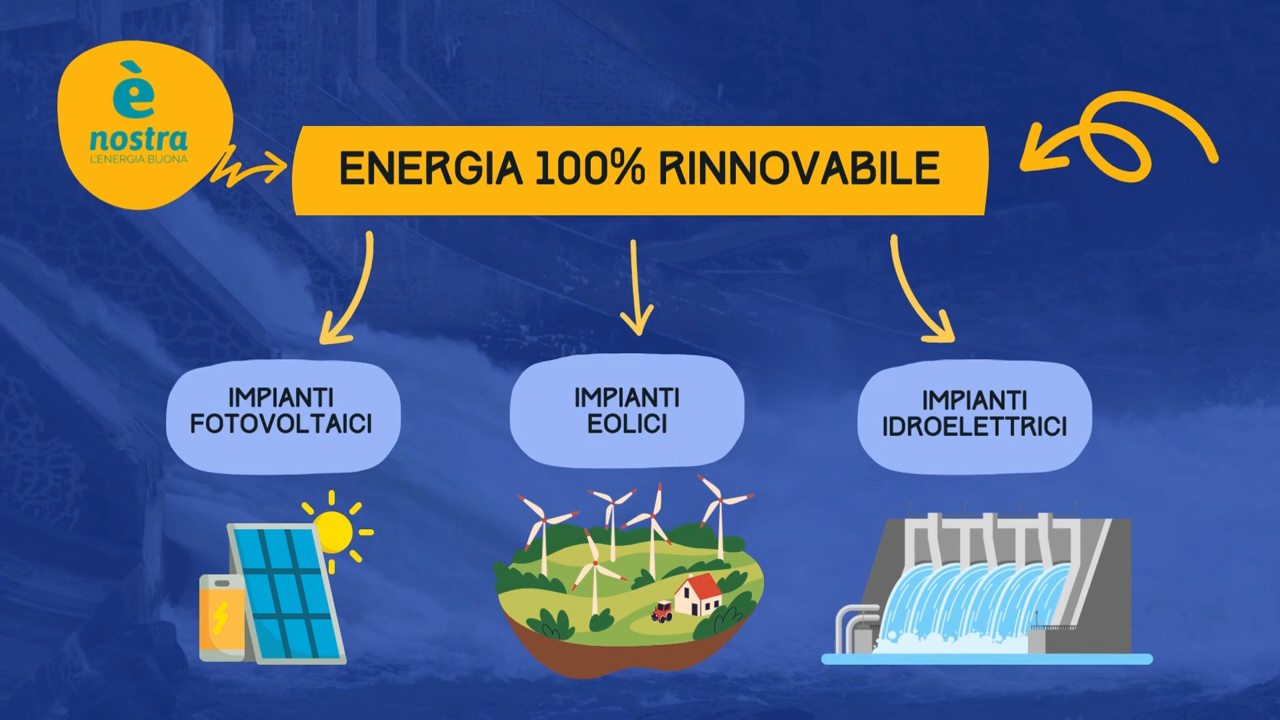 è
nostra
L'ENERGIA BUONA
ENERGIA 100% RINNOVABILE
IMPIANTI
FOTOVOLTAICI
IMPIANTI
EOLICI
IMPIANTI
IDROELETTRICI